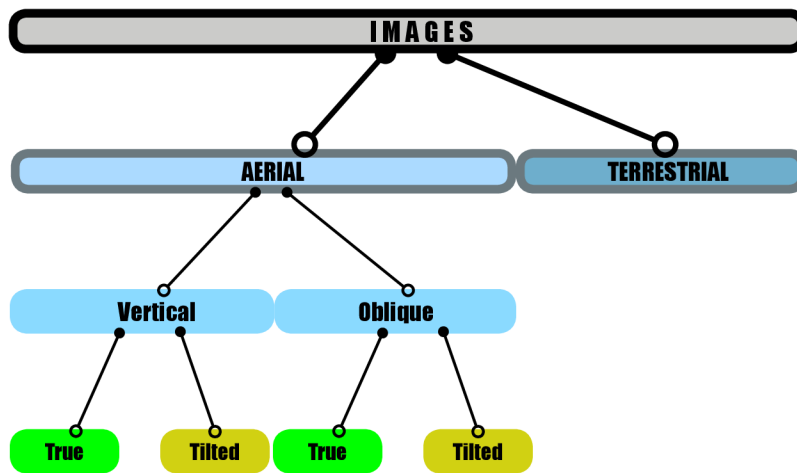 IMAGES
AERIAL
TERRESTRIAL
Vertical
Oblique
True
Tilted
True
Tilted